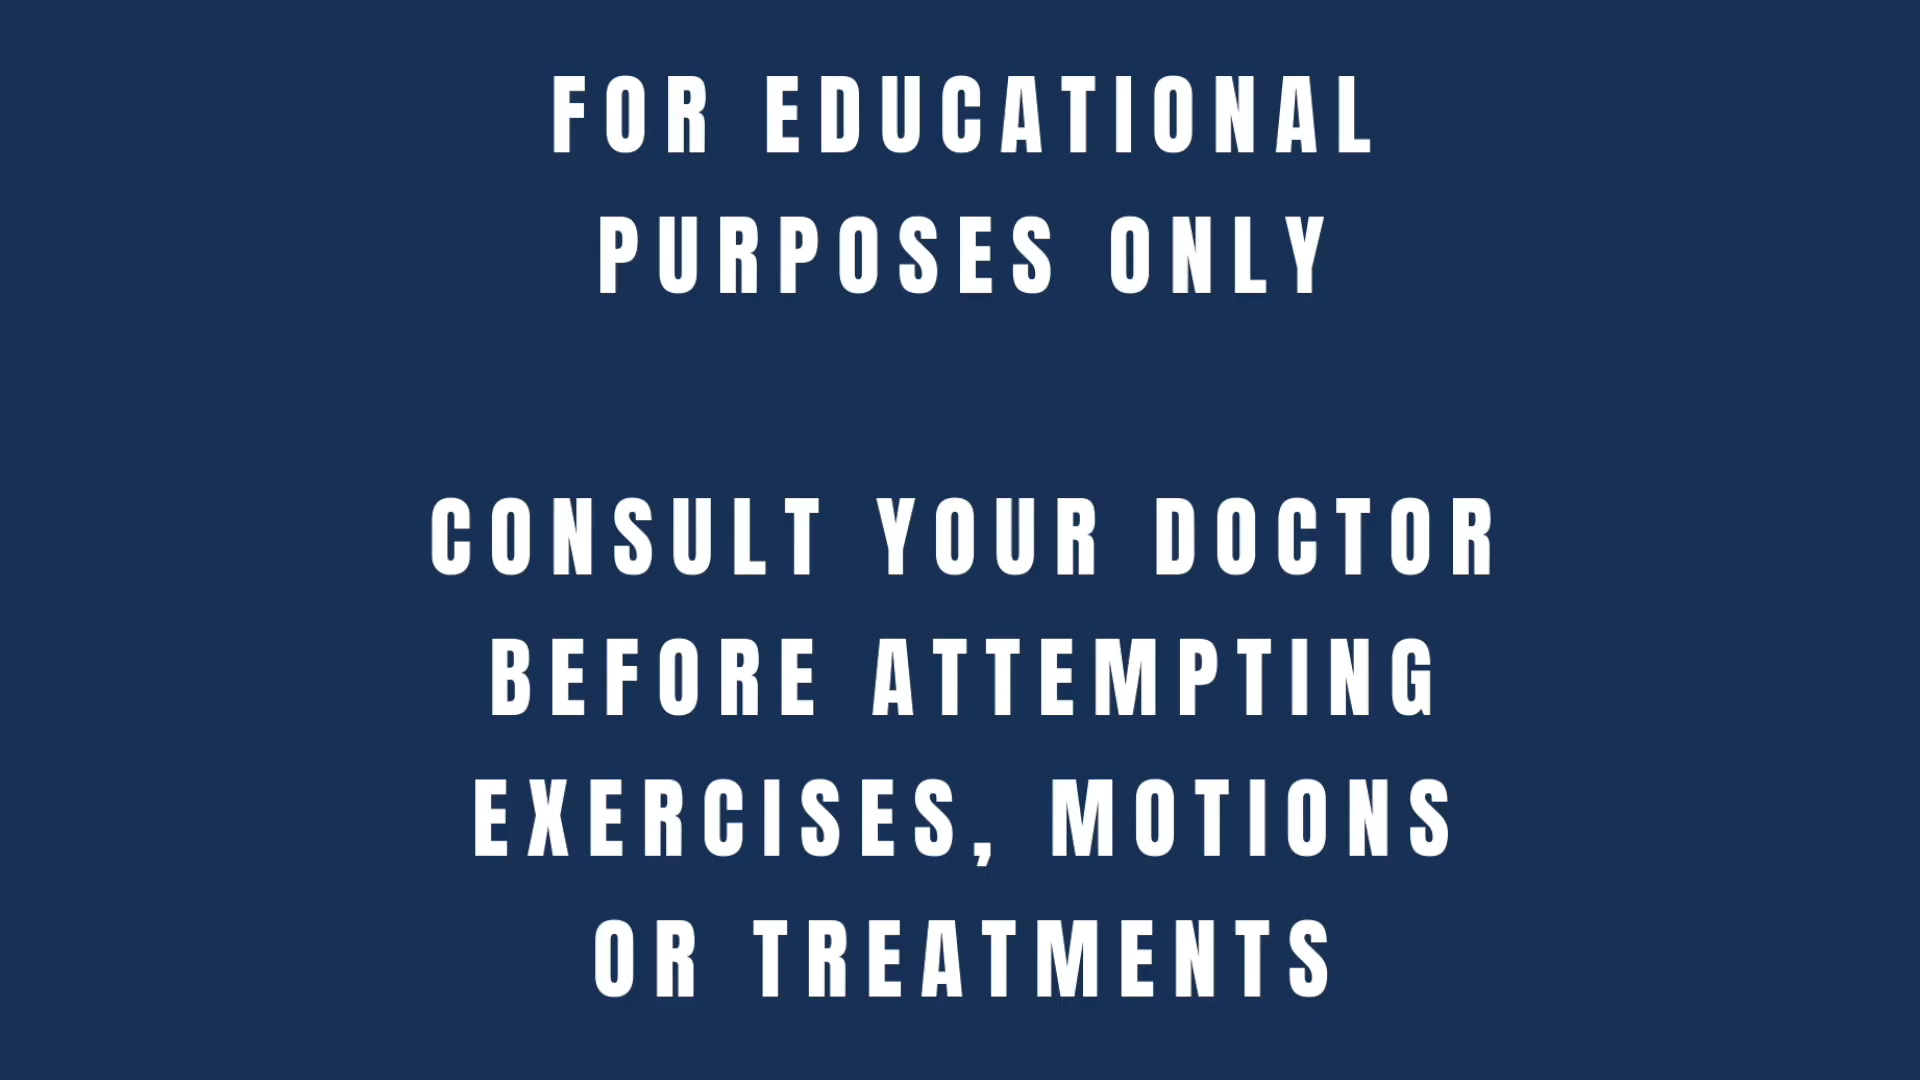 FOR EDUCATIONAL
PURPOSES ONLY
CONSULT YOUR DOCTOR
BEFORE ATTEMPTING
EXERCISES, MOTIONS
OR TREATMENTS